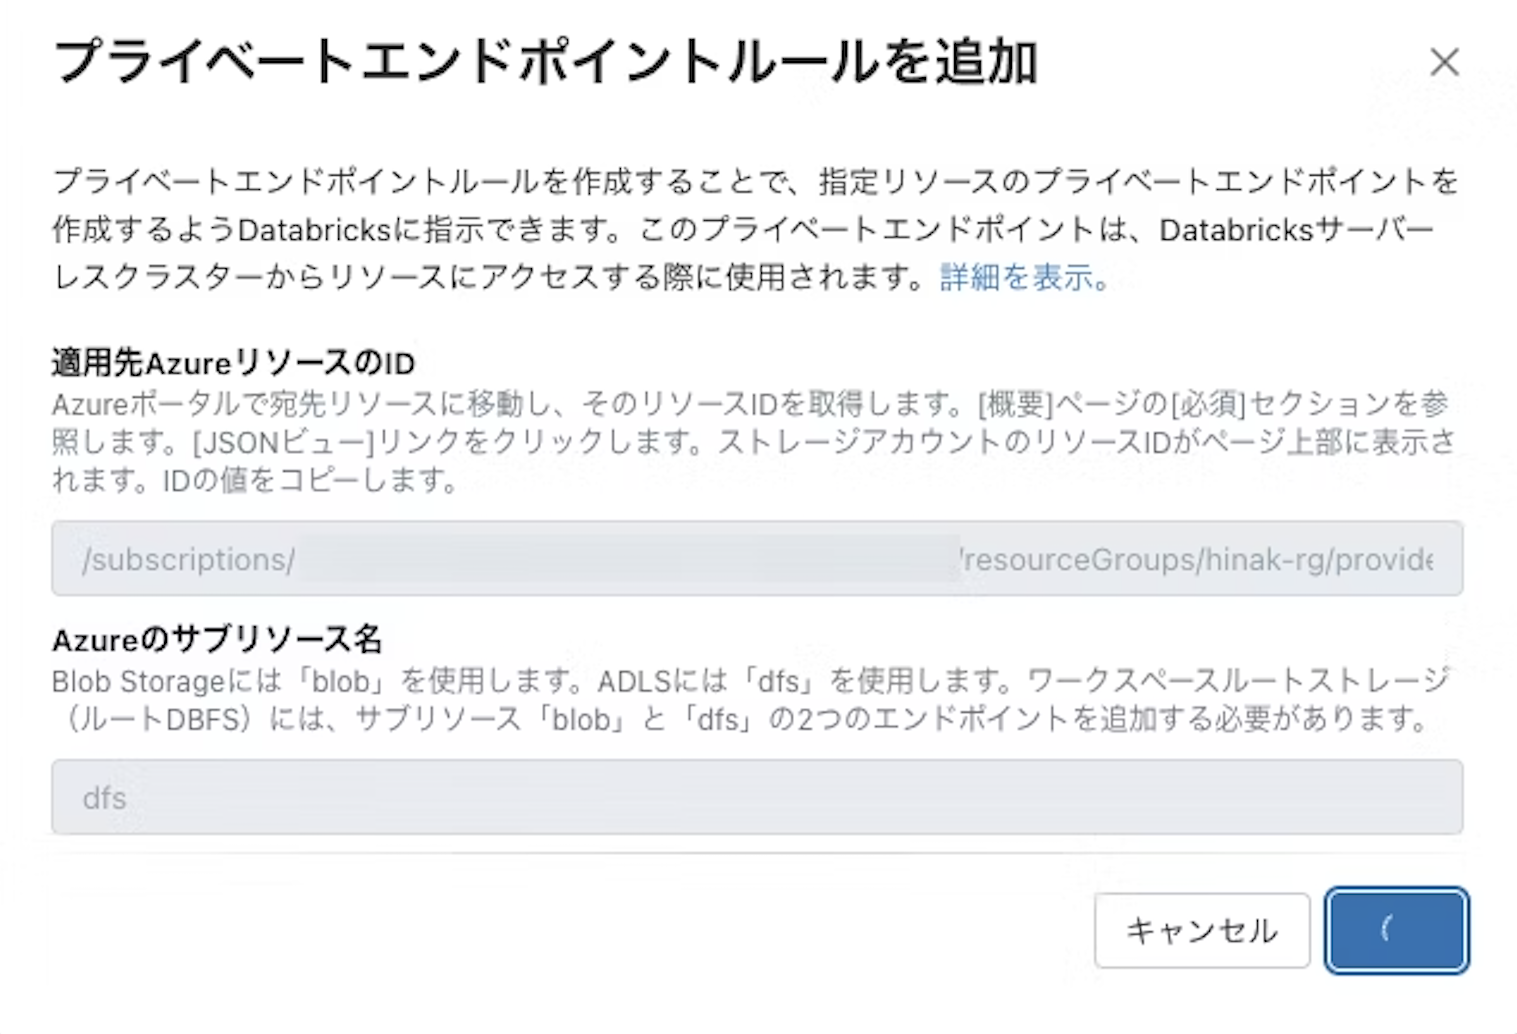 プライベートエンドポイントルールを追加
プライベートエンドポイントルールを作成することで、指定リソースのプライベートエンドポイントを
作成するようDatabricksに指示できます。このプライベートエンドポイントは、Databricksサーバー
レスクラスターからリソースにアクセスする際に使用されます。詳細を表示。
適用先AzureリソースのID
Azureポータルで宛先リソースに移動し、そのリソースIDを取得します。[概要]ページの[必須]セクションを参
照します。[JSONビュー]リンクをクリックします。ストレージアカウントのリソースIDがページ上部に表示さ
れます。IDの値をコピーします。
/subscriptions/ /resourceGroups/hinak-rg/provide
Azureのサブリソース名
Blob Storageには「blob」を使用します。ADLSには「dfs」を使用します。ワークスペースルートストレージ
（ルートDBFS）には、サブリソース「blob」と「dfs」の2つのエンドポイントを追加する必要があります。
dfs
キャンセル